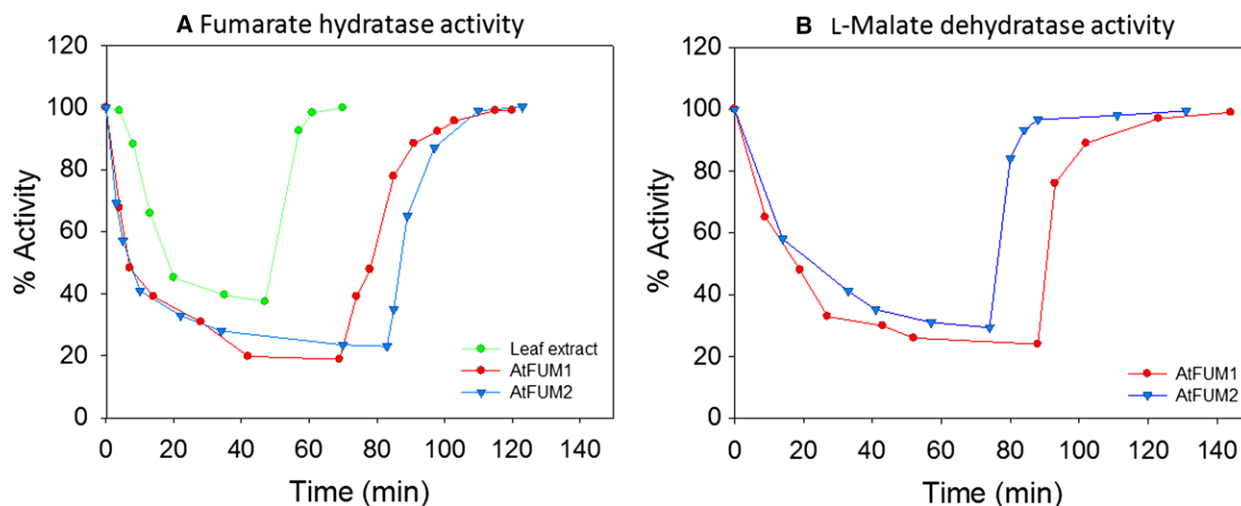 A Fumarate hydratase activity
120
100
80
60
40
20
0
% Activity
Leaf extract
AtFUM1
AtFUM2
0 20 40 60 80 100 120 140
Time (min)
B L-Malate dehydratase activity
120
100
80
60
40
20
0
% Activity
AtFUM1
AtFUM2
0 20 40 60 80 100 120 140
Time (min)